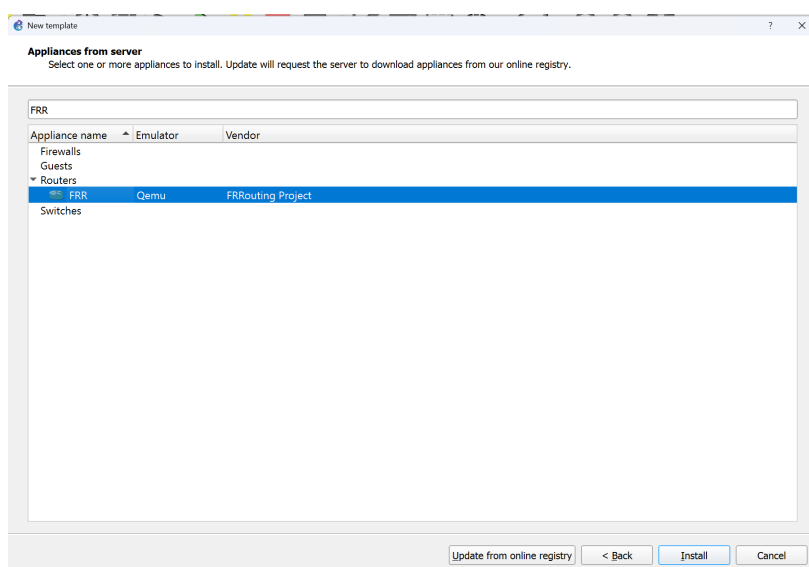 New template
?
Appliances from server
Select one or more appliances to install. Update will request the server to download appliances from our online registry.
FRR
Appliance name Emulator Vendor
Firewalls
Guests
Routers
FRR Qemu FRRouting Project
Switches
Update from online registry < Back Install Cancel